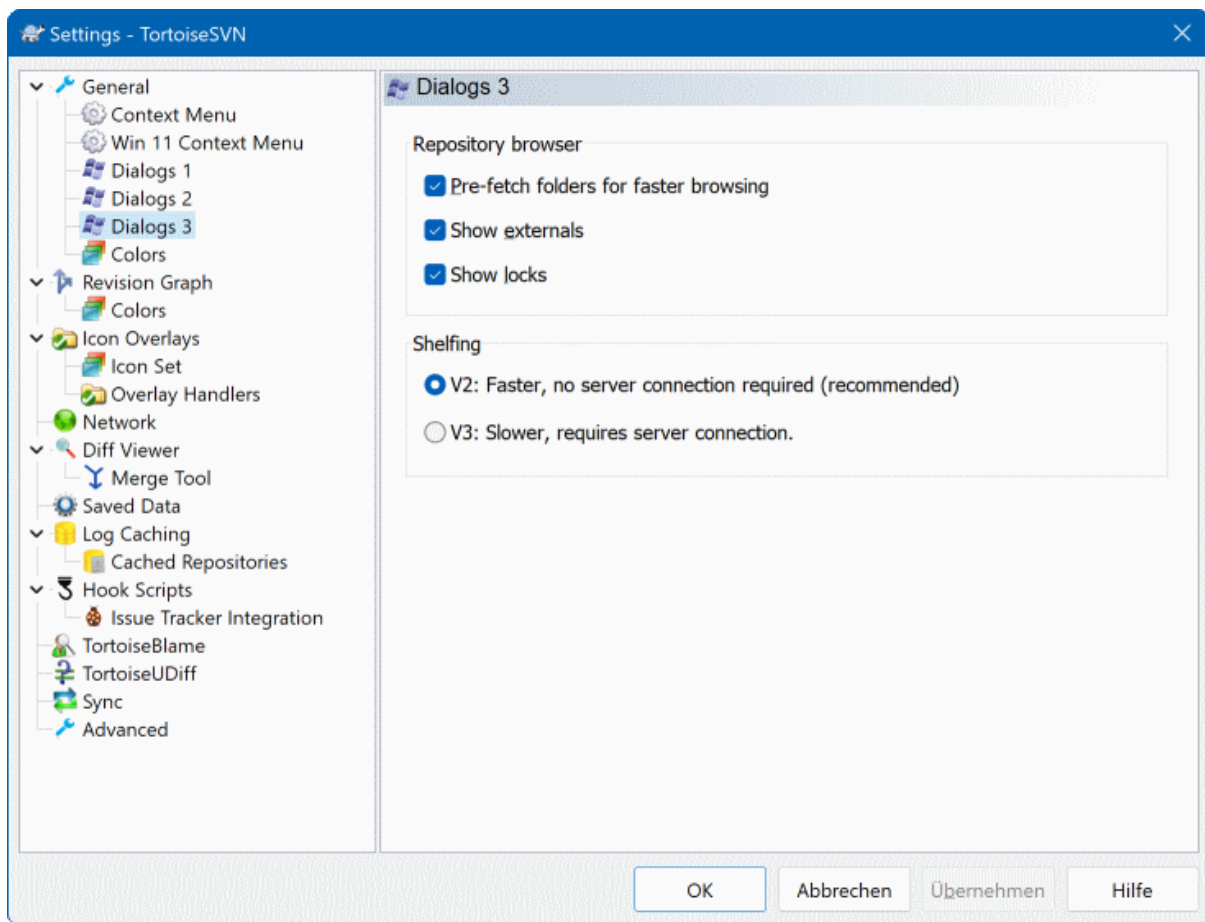 Settings - TortoiseSVN
General
Context Menu
Win 11 Context Menu
Dialogs 1
Dialogs 2
Dialogs 3
Colors
Revision Graph
Colors
Icon Overlays
Icon Set
Overlay Handlers
Network
Diff Viewer
Merge Tool
Saved Data
Log Caching
Cached Repositories
Hook Scripts
Issue Tracker Integration
TortoiseBlame
TortoiseUDiff
Sync
Advanced
Dialogs 3
Repository browser
Pre-fetch folders for faster browsing
Show externals
Show locks
Shelfing
V2: Faster, no server connection required (recommended)
V3: Slower, requires server connection.
OK Abbrechen Übernehmen Hilfe